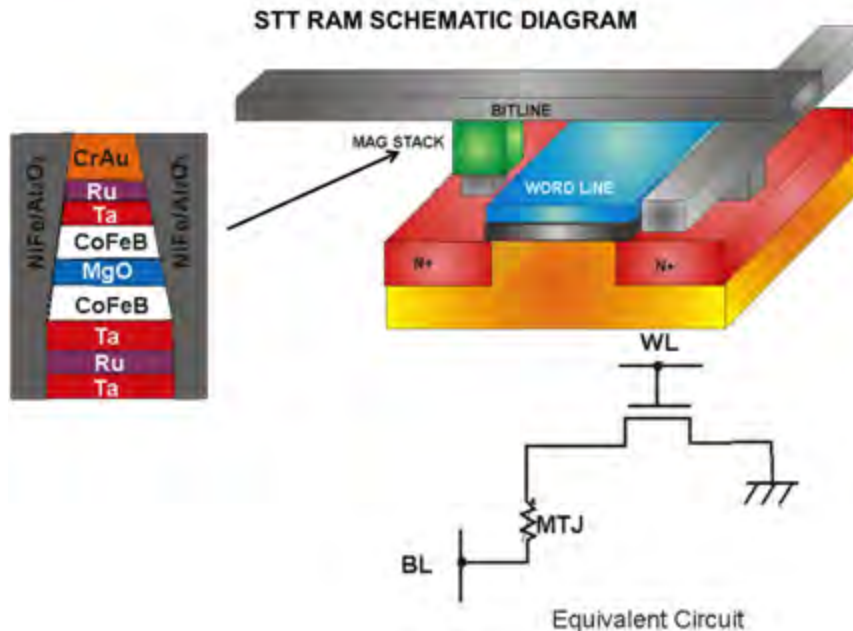 STT RAM SCHEMATIC DIAGRAM
BITLINE
MAG STACK
WORD LINE
N+
N+
NiFe/Al₂O₃
CrAu
Ru
Ta
CoFeB
MgO
CoFeB
Ta
Ru
Ta
NiFe/Al₂O₃
WL
MTJ
BL
Equivalent Circuit